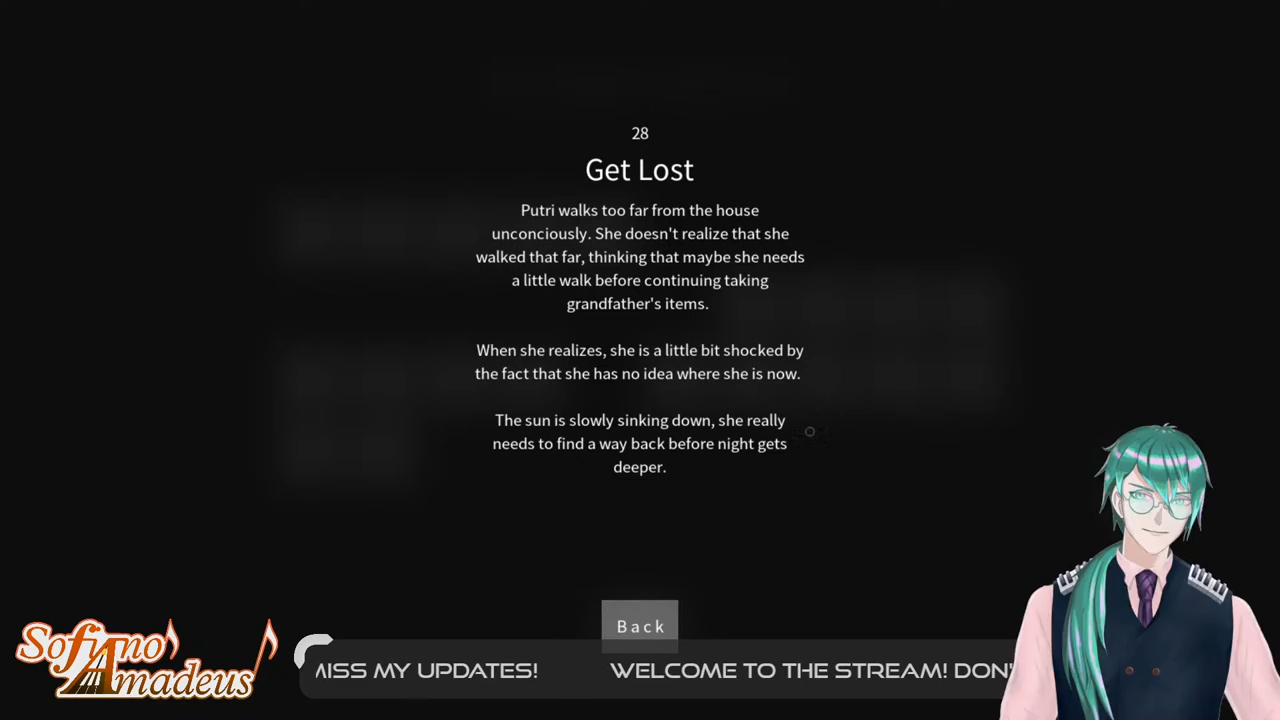 28
Get Lost
Putri walks too far from the house
unconciously. She doesn't realize that she
walked that far, thinking that maybe she needs
a little walk before continuing taking
grandfather's items.
When she realizes, she is a little bit shocked by
the fact that she has no idea where she is now.
The sun is slowly sinking down, she really
needs to find a way back before night gets
deeper.
Back
Sofiano
Amadeus
MISS MY UPDATES! WELCOME TO THE STREAM! DON'